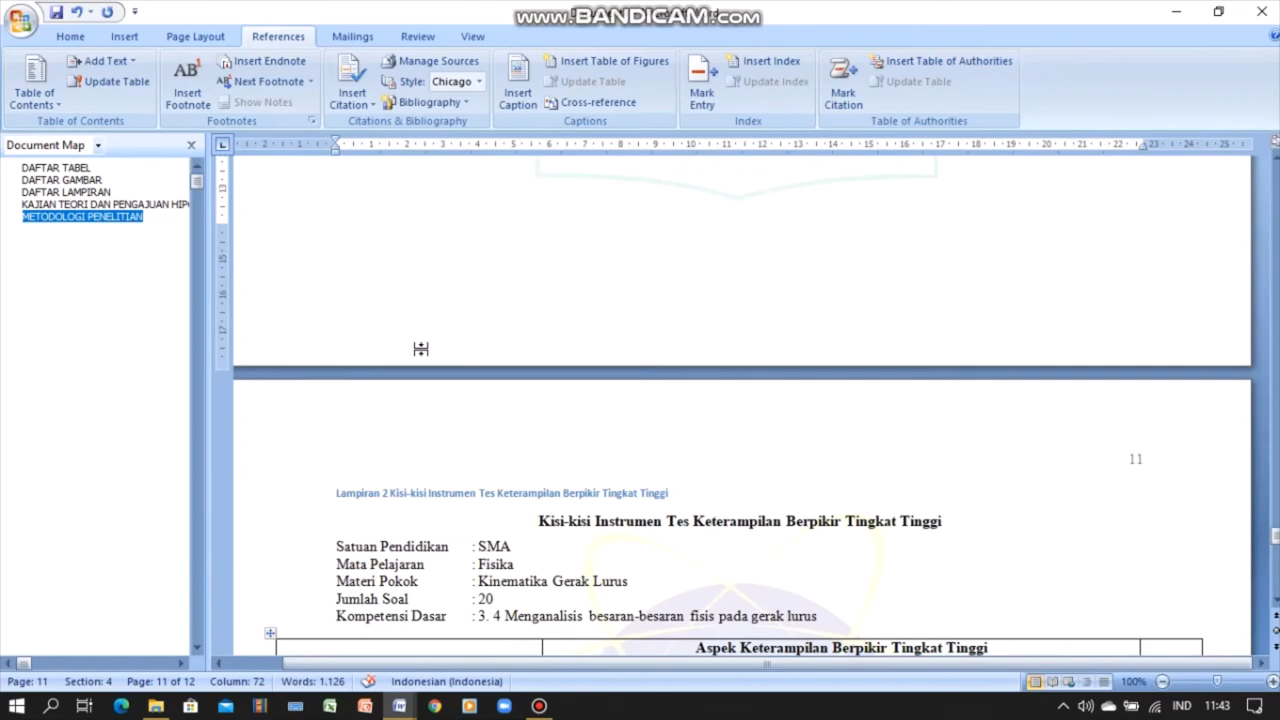 www.BANDICAM.com
Home Insert Page Layout References Mailings Review View
Table of Contents
Add Text
Update Table
Table of Contents
AB¹
Insert Footnote
Insert Endnote
Next Footnote
Show Notes
Footnotes
Insert Citation
Manage Sources
Style: Chicago
Bibliography
Citations & Bibliography
Insert Caption
Insert Table of Figures
Update Table
Cross-reference
Captions
Mark Entry
Insert Index
Update Index
Index
Mark Citation
Insert Table of Authorities
Update Table
Table of Authorities
Document Map
DAFTAR TABEL
DAFTAR GAMBAR
DAFTAR LAMPIRAN
KAJIAN TEORI DAN PENGAJUAN HIP
METODOLOGI PENELITIAN
11
Lampiran 2 Kisi-kisi Instrumen Tes Keterampilan Berpikir Tingkat Tinggi
Kisi-kisi Instrumen Tes Keterampilan Berpikir Tingkat Tinggi
Satuan Pendidikan : SMA
Mata Pelajaran : Fisika
Materi Pokok : Kinematika Gerak Lurus
Jumlah Soal : 20
Kompetensi Dasar : 3. 4 Menganalisis besaran-besaran fisis pada gerak lurus
Aspek Keterampilan Berpikir Tingkat Tinggi
Page: 11 Section: 4 Page: 11 of 12 Column: 72 Words: 1.126 Indonesian (Indonesia) 100%
IND 11:43